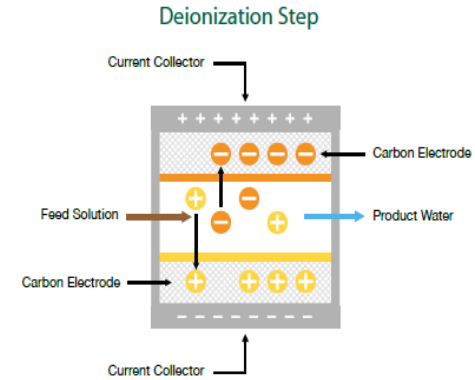 Deionization Step
Current Collector
+ + + + + + + +
− − − −
Carbon Electrode
+ −
Feed Solution
− +
Product Water
Carbon Electrode
+ + + +
− − − − − − − −
Current Collector